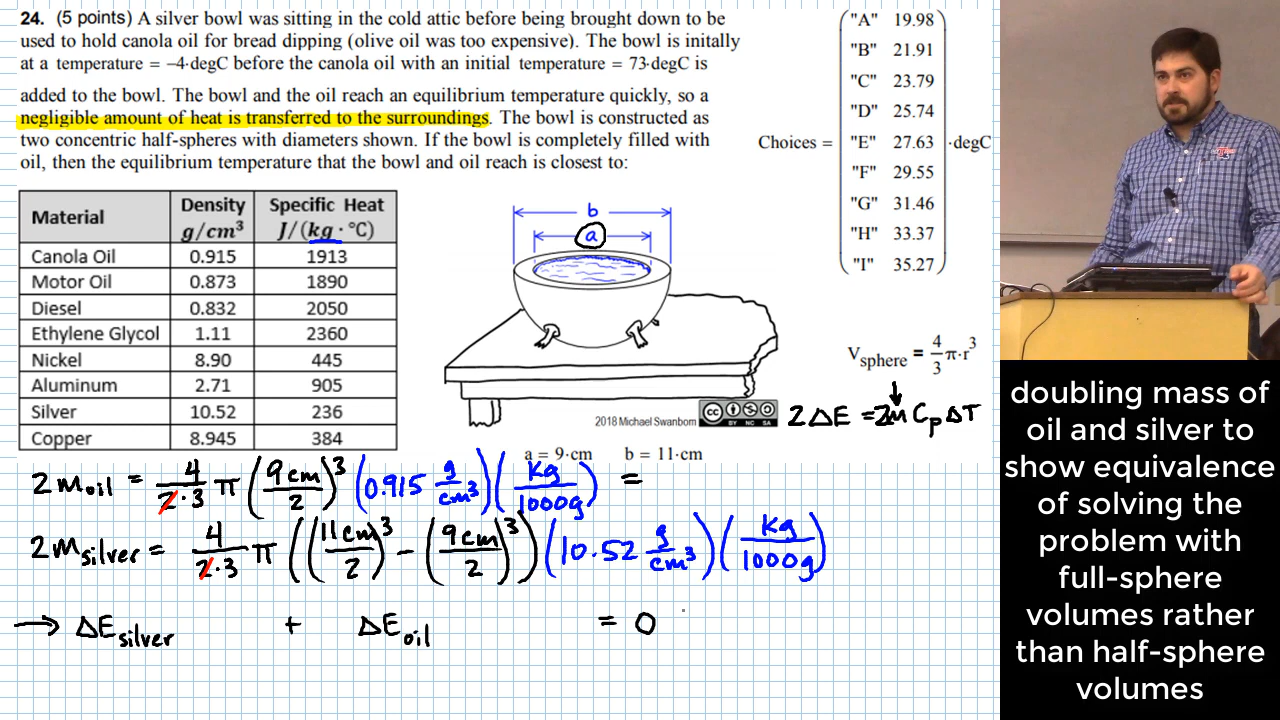 24. (5 points) A silver bowl was sitting in the cold attic before being brought down to be
used to hold canola oil for bread dipping (olive oil was too expensive). The bowl is initally
at a temperature = −4·degC before the canola oil with an initial temperature = 73·degC is
added to the bowl. The bowl and the oil reach an equilibrium temperature quickly, so a
negligible amount of heat is transferred to the surroundings. The bowl is constructed as
two concentric half-spheres with diameters shown. If the bowl is completely filled with
oil, then the equilibrium temperature that the bowl and oil reach is closest to:
Choices =
"A" 19.98
"B" 21.91
"C" 23.79
"D" 25.74
"E" 27.63
"F" 29.55
"G" 31.46
"H" 33.37
"I" 35.27
·degC
Material Density g/cm³ Specific Heat J/(kg · °C)
Canola Oil 0.915 1913
Motor Oil 0.873 1890
Diesel 0.832 2050
Ethylene Glycol 1.11 2360
Nickel 8.90 445
Aluminum 2.71 905
Silver 10.52 236
Copper 8.945 384
b
a
2018 Michael Swanbom
cc BY NC SA
a = 9·cm b = 11·cm
V_sphere = 4/3 π·r³
2ΔE = 2m C_p ΔT
2 m_oil = 4/(2·3) π (9cm/2)³ (0.915 g/cm³) (Kg/1000g) =
2 m_silver = 4/(2·3) π ((11cm/2)³ − (9cm/2)³) (10.52 g/cm³) (Kg/1000g)
→ ΔE_silver + ΔE_oil = 0
doubling mass of
oil and silver to
show equivalence
of solving the
problem with
full-sphere
volumes rather
than half-sphere
volumes